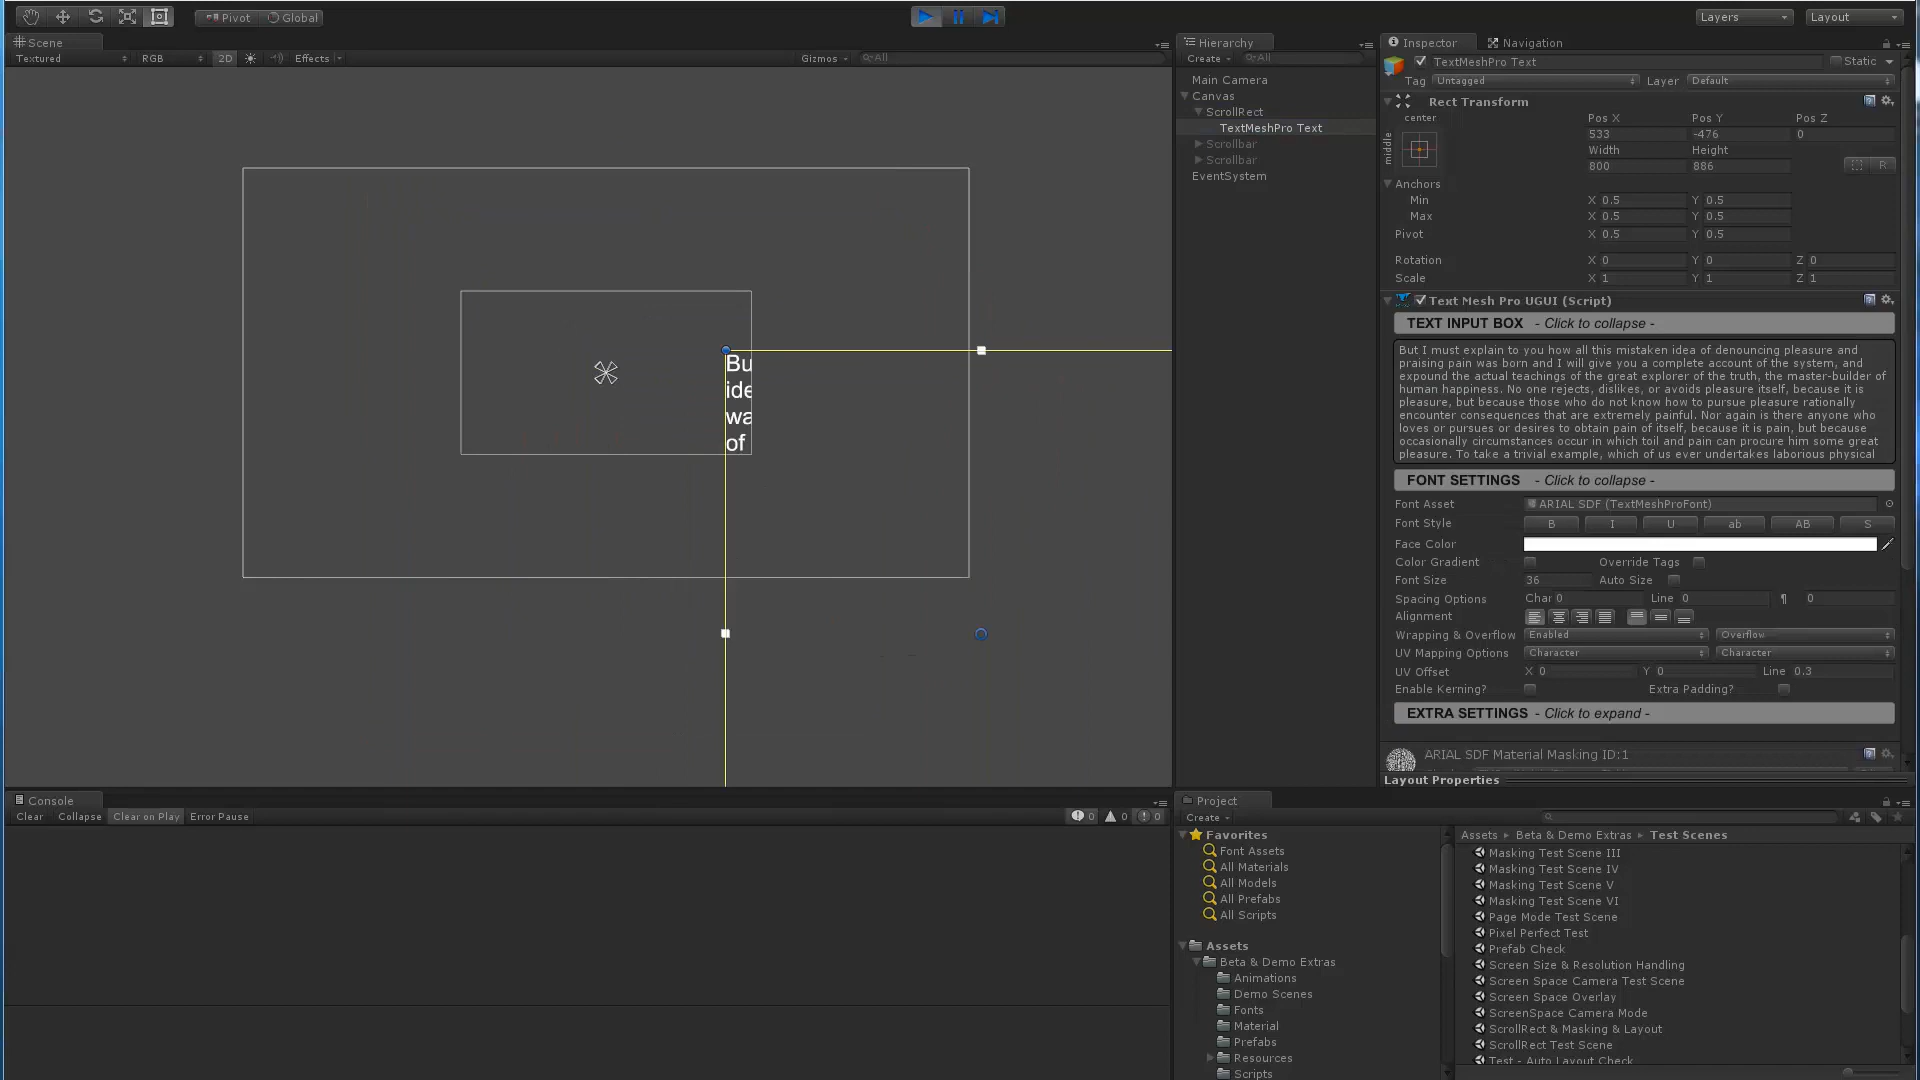 Pivot Global
Layers Layout
Scene
Textured RGB 2D Effects Gizmos All
Hierarchy
Create All
Main Camera
Canvas
ScrollRect
TextMeshPro Text
Scrollbar
Scrollbar
EventSystem
Bu
ide
wa
of
Inspector Navigation
TextMeshPro Text Static
Tag Untagged Layer Default
Rect Transform
center
middle
Pos X Pos Y Pos Z
533 -476 0
Width Height
800 886
R
Anchors
Min X 0.5 Y 0.5
Max X 0.5 Y 0.5
Pivot X 0.5 Y 0.5
Rotation X 0 Y 0 Z 0
Scale X 1 Y 1 Z 1
Text Mesh Pro UGUI (Script)
TEXT INPUT BOX - Click to collapse -
But I must explain to you how all this mistaken idea of denouncing pleasure and
praising pain was born and I will give you a complete account of the system, and
expound the actual teachings of the great explorer of the truth, the master-builder of
human happiness. No one rejects, dislikes, or avoids pleasure itself, because it is
pleasure, but because those who do not know how to pursue pleasure rationally
encounter consequences that are extremely painful. Nor again is there anyone who
loves or pursues or desires to obtain pain of itself, because it is pain, but because
occasionally circumstances occur in which toil and pain can procure him some great
pleasure. To take a trivial example, which of us ever undertakes laborious physical
FONT SETTINGS - Click to collapse -
Font Asset ARIAL SDF (TextMeshProFont)
Font Style B I U ab AB S
Face Color
Color Gradient Override Tags
Font Size 36 Auto Size
Spacing Options Char 0 Line 0 ¶ 0
Alignment
Wrapping & Overflow Enabled Overflow
UV Mapping Options Character Character
UV Offset X 0 Y 0 Line 0.3
Enable Kerning? Extra Padding?
EXTRA SETTINGS - Click to expand -
ARIAL SDF Material Masking ID:1
Layout Properties
Console
Clear Collapse Clear on Play Error Pause 0 0 0
Project
Create
Favorites
Font Assets
All Materials
All Models
All Prefabs
All Scripts
Assets
Beta & Demo Extras
Animations
Demo Scenes
Fonts
Material
Prefabs
Resources
Scripts
Assets Beta & Demo Extras Test Scenes
Masking Test Scene III
Masking Test Scene IV
Masking Test Scene V
Masking Test Scene VI
Page Mode Test Scene
Pixel Perfect Test
Prefab Check
Screen Size & Resolution Handling
Screen Space Camera Test Scene
Screen Space Overlay
ScreenSpace Camera Mode
ScrollRect & Masking & Layout
ScrollRect Test Scene
Test - Auto Layout Check